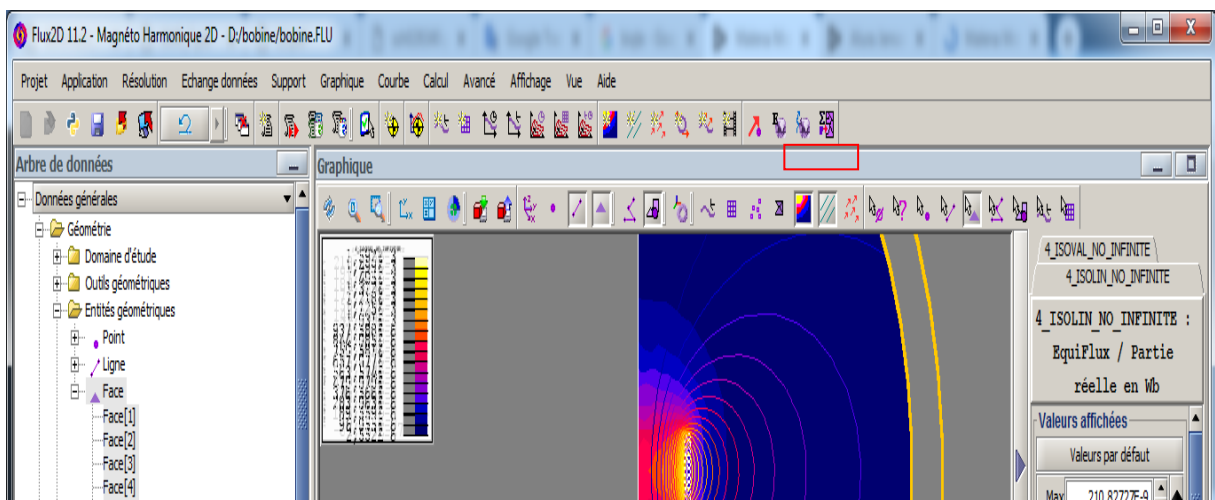 Flux2D 11.2 - Magnéto Harmonique 2D - D:/bobine/bobine.FLU
Projet Application Résolution Echange données Support Graphique Courbe Calcul Avancé Affichage Vue Aide
Arbre de données
Graphique
Données générales
Géométrie
Domaine d'étude
Outils géométriques
Entités géométriques
Point
Ligne
Face
Face[1]
Face[2]
Face[3]
Face[4]
4_ISOVAL_NO_INFINITE
4_ISOLIN_NO_INFINITE
4_ISOLIN_NO_INFINITE :
EquiFlux / Partie
réelle en Wb
Valeurs affichées
Valeurs par défaut
Max 210.82727E-9